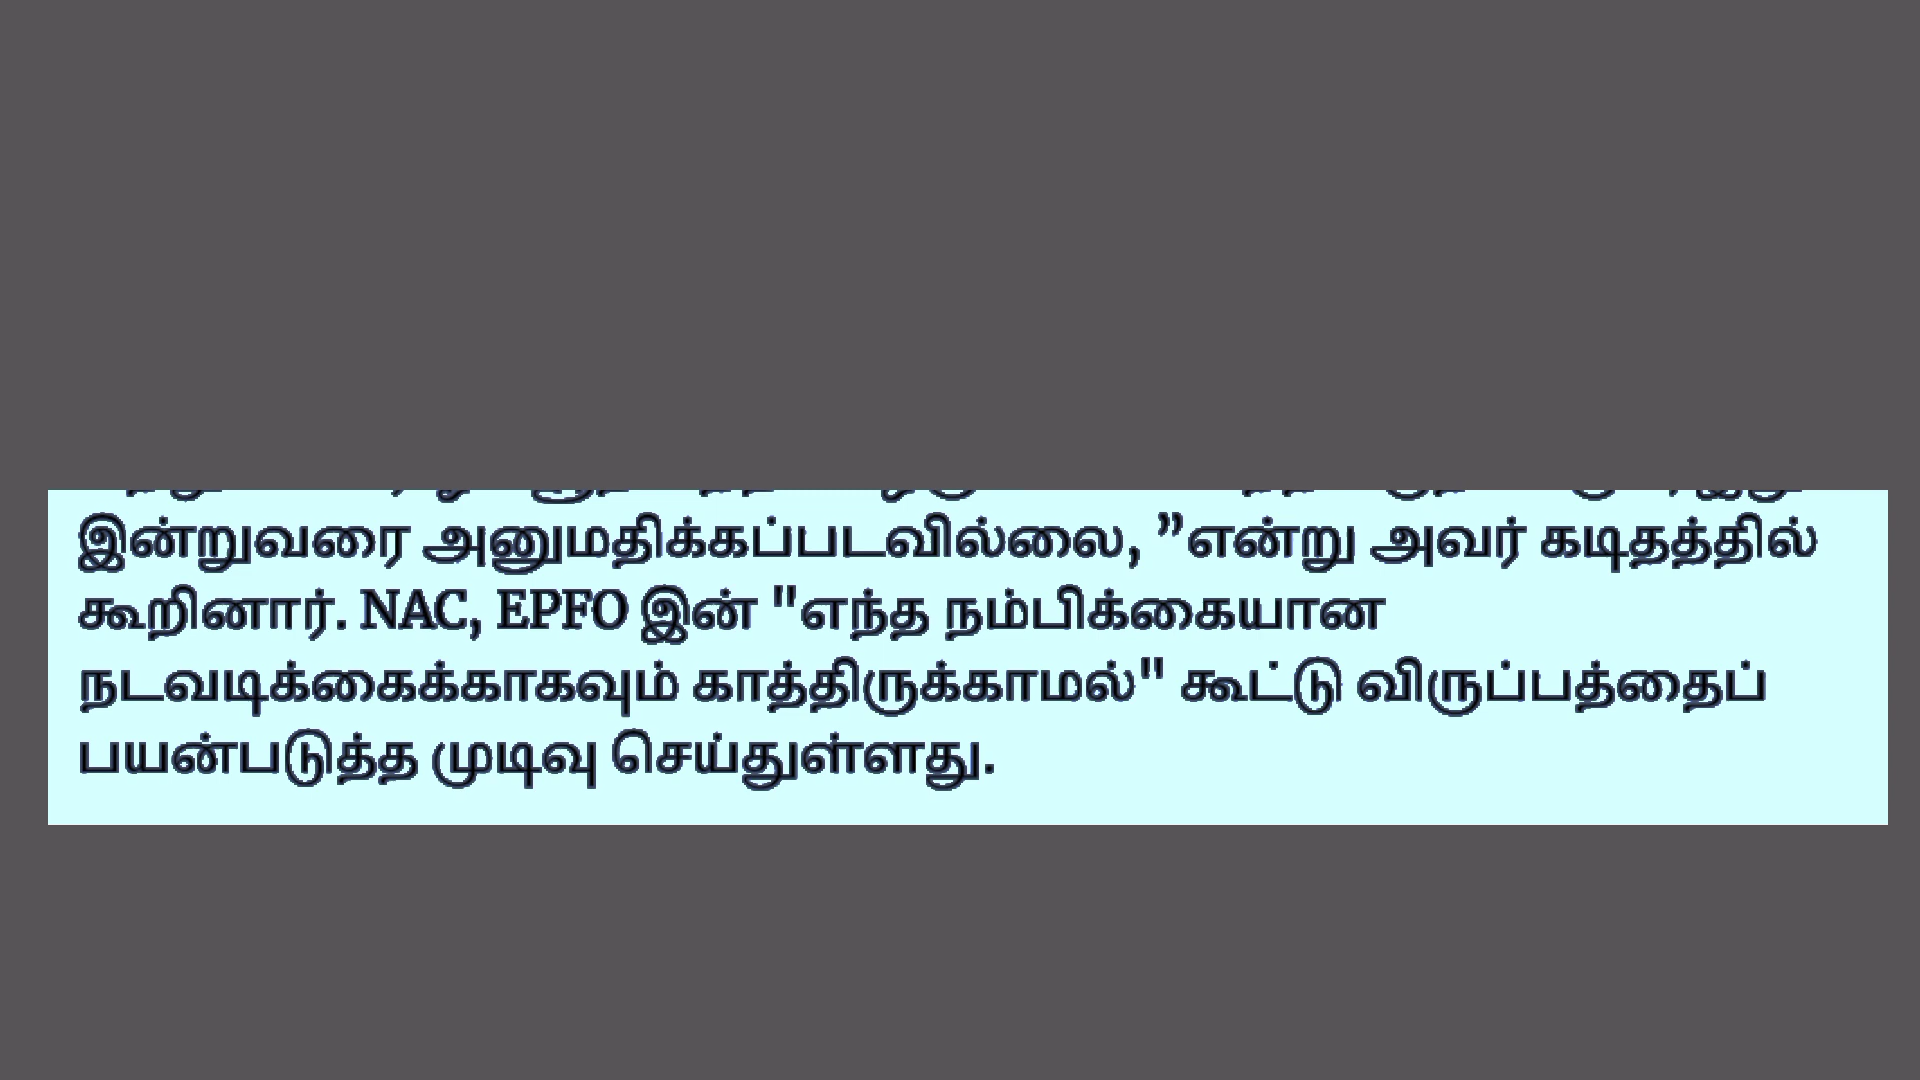 இன்றுவரை அனுமதிக்கப்படவில்லை, ”என்று அவர் கடிதத்தில்
கூறினார். NAC, EPFO இன் "எந்த நம்பிக்கையான
நடவடிக்கைக்காகவும் காத்திருக்காமல்" கூட்டு விருப்பத்தைப்
பயன்படுத்த முடிவு செய்துள்ளது.